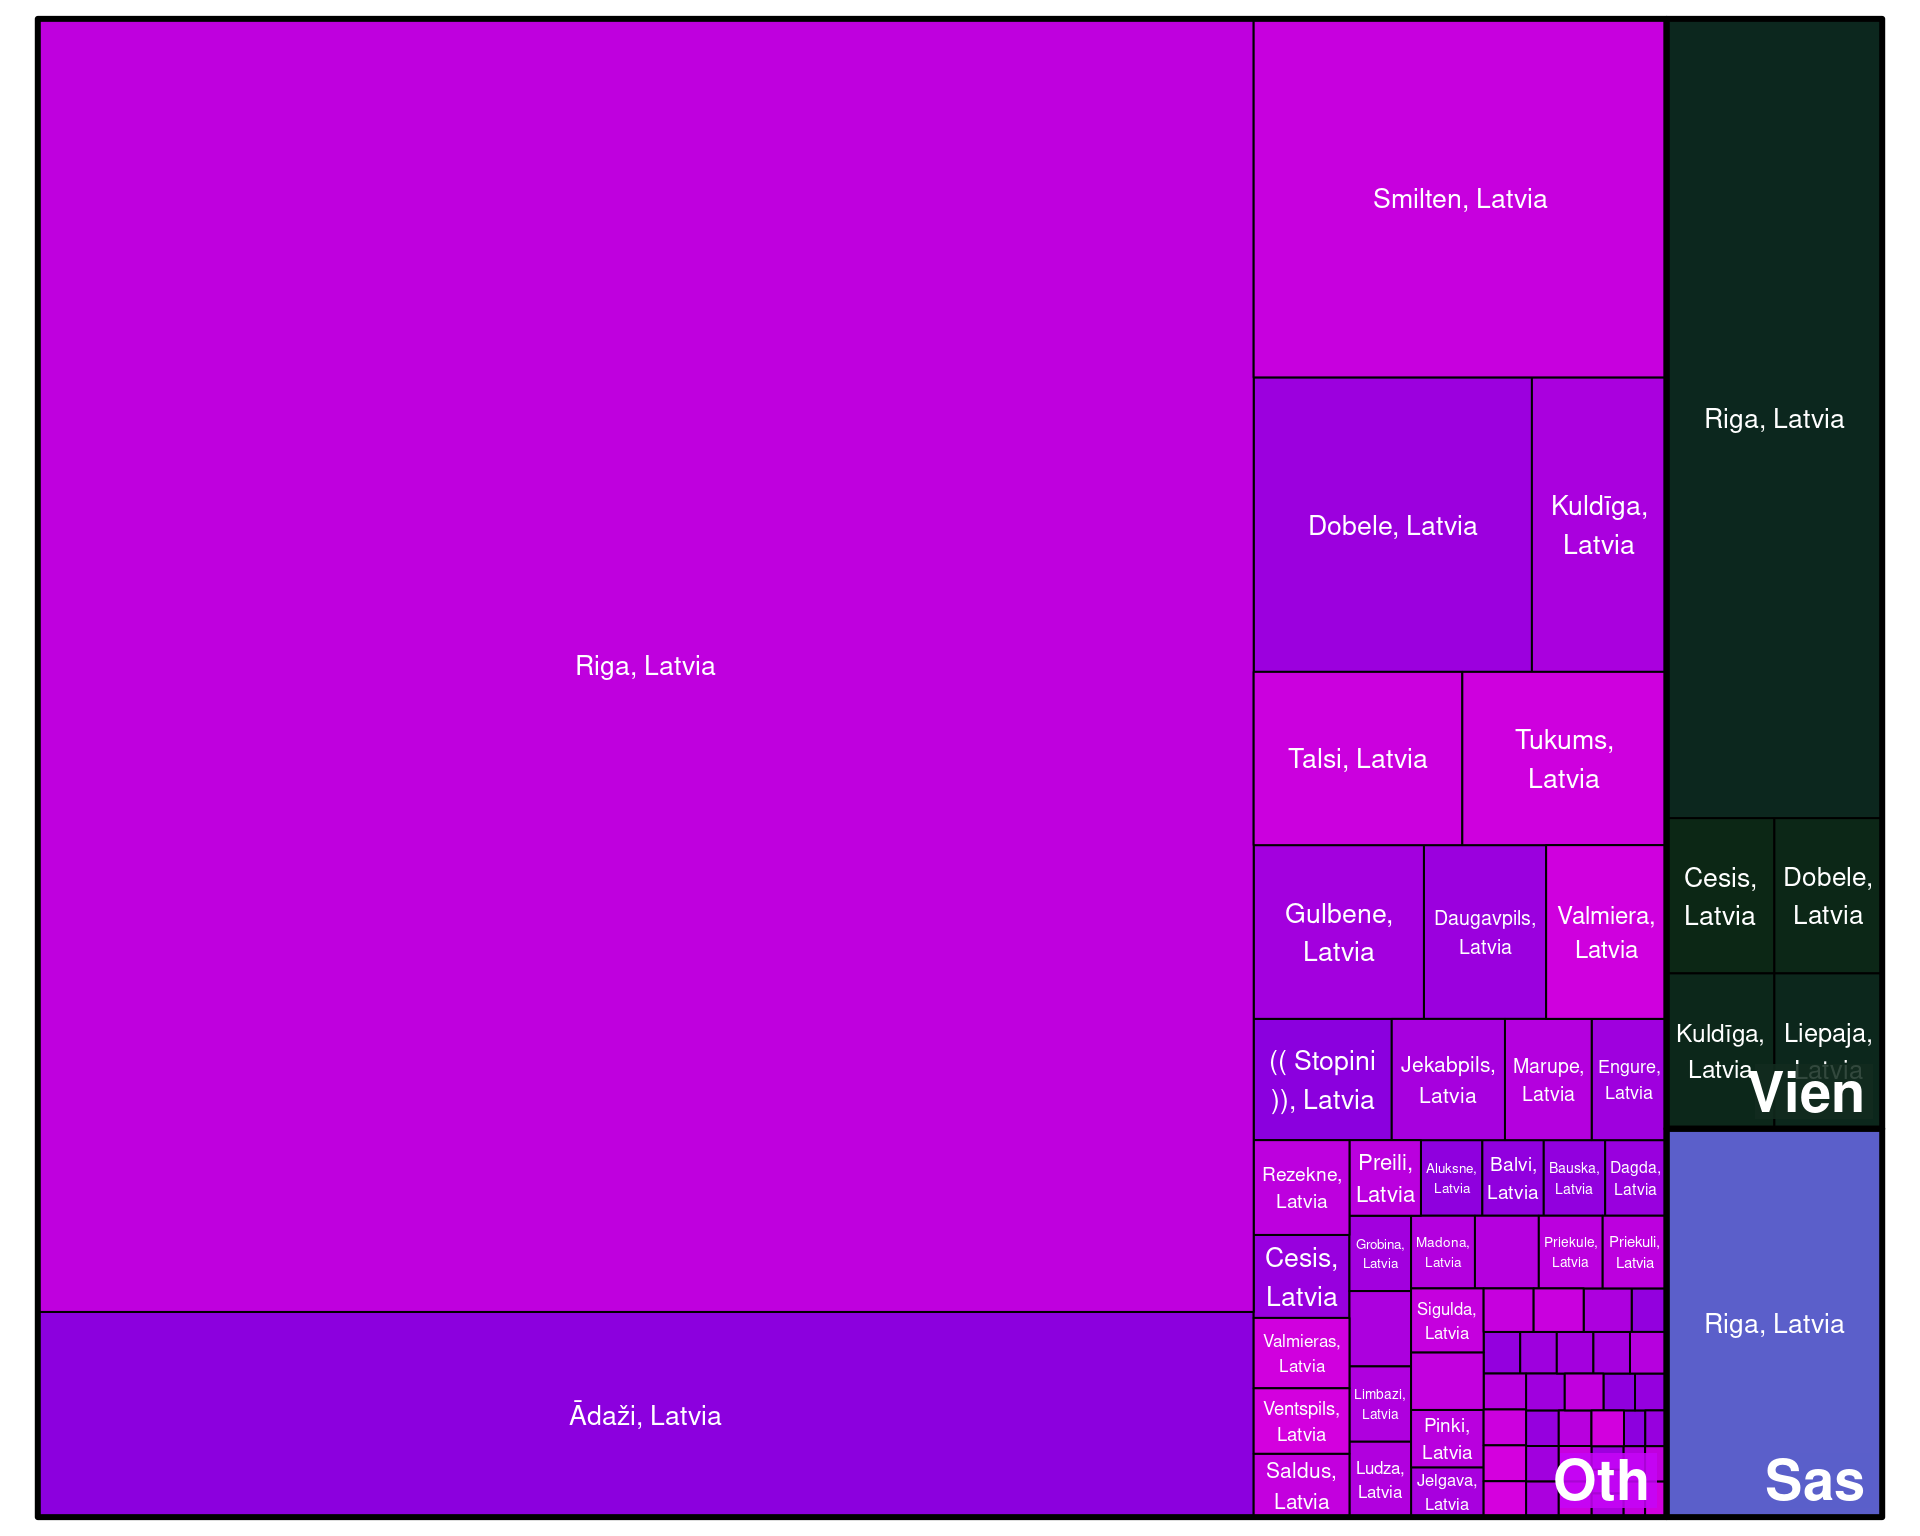 Riga, Latvia
Ādaži, Latvia
Smilten, Latvia
Dobele, Latvia
Kuldīga,
Latvia
Talsi, Latvia
Tukums,
Latvia
Gulbene,
Latvia
Daugavpils,
Latvia
Valmiera,
Latvia
(( Stopini
)), Latvia
Jekabpils,
Latvia
Marupe,
Latvia
Engure,
Latvia
Rezekne,
Latvia
Cesis,
Latvia
Valmieras,
Latvia
Ventspils,
Latvia
Saldus,
Latvia
Preili,
Latvia
Aluksne,
Latvia
Balvi,
Latvia
Bauska,
Latvia
Dagda,
Latvia
Grobina,
Latvia
Madona,
Latvia
Priekule,
Latvia
Priekuli,
Latvia
Limbazi,
Latvia
Ludza,
Latvia
Sigulda,
Latvia
Pinki,
Latvia
Jelgava,
Latvia
Oth
Riga, Latvia
Cesis,
Latvia
Dobele,
Latvia
Kuldīga,
Latvia
Liepaja,
Latvia
Vien
Riga, Latvia
Sas